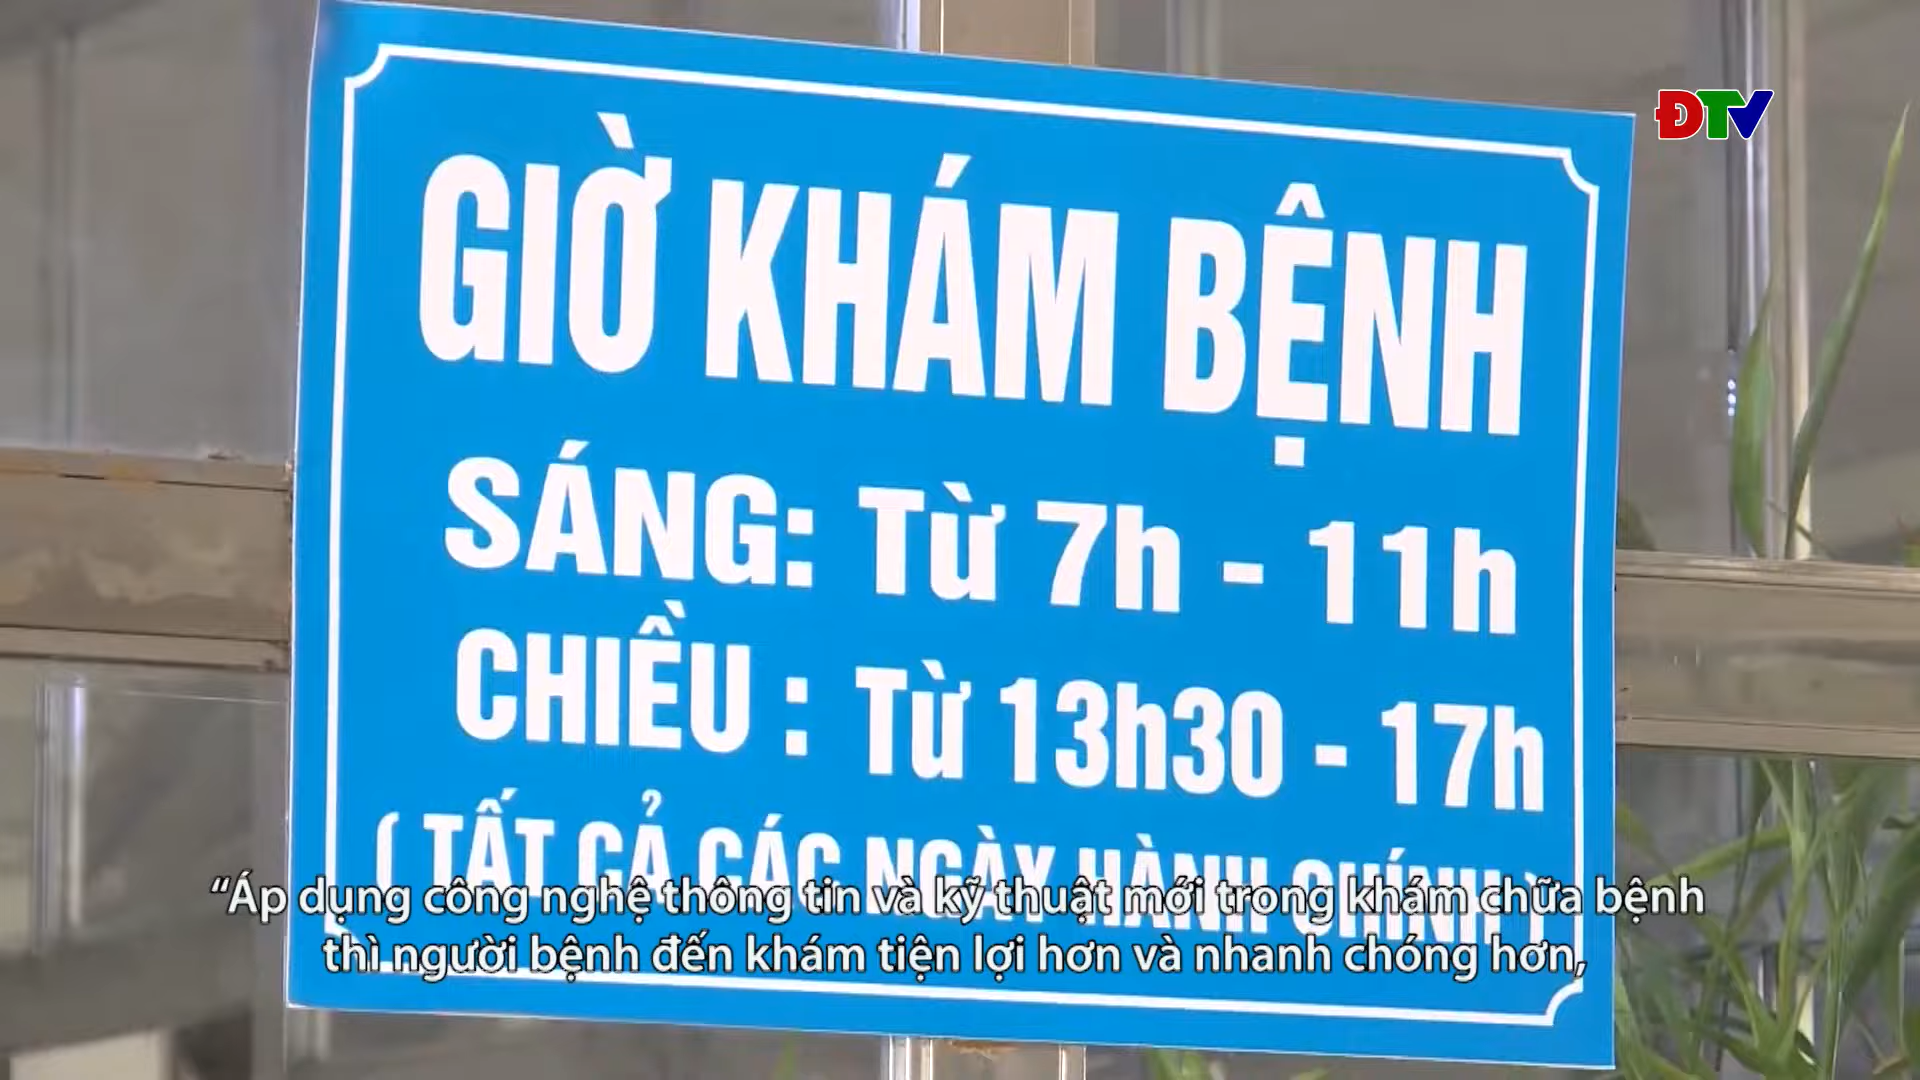 ĐTV
GIỜ KHÁM BỆNH
SÁNG: Từ 7h - 11h
CHIỀU : Từ 13h30 - 17h
( TẤT CẢ CÁC NGÀY HÀNH CHÍNH )
“Áp dụng công nghệ thông tin và kỹ thuật mới trong khám chữa bệnh
thì người bệnh đến khám tiện lợi hơn và nhanh chóng hơn,